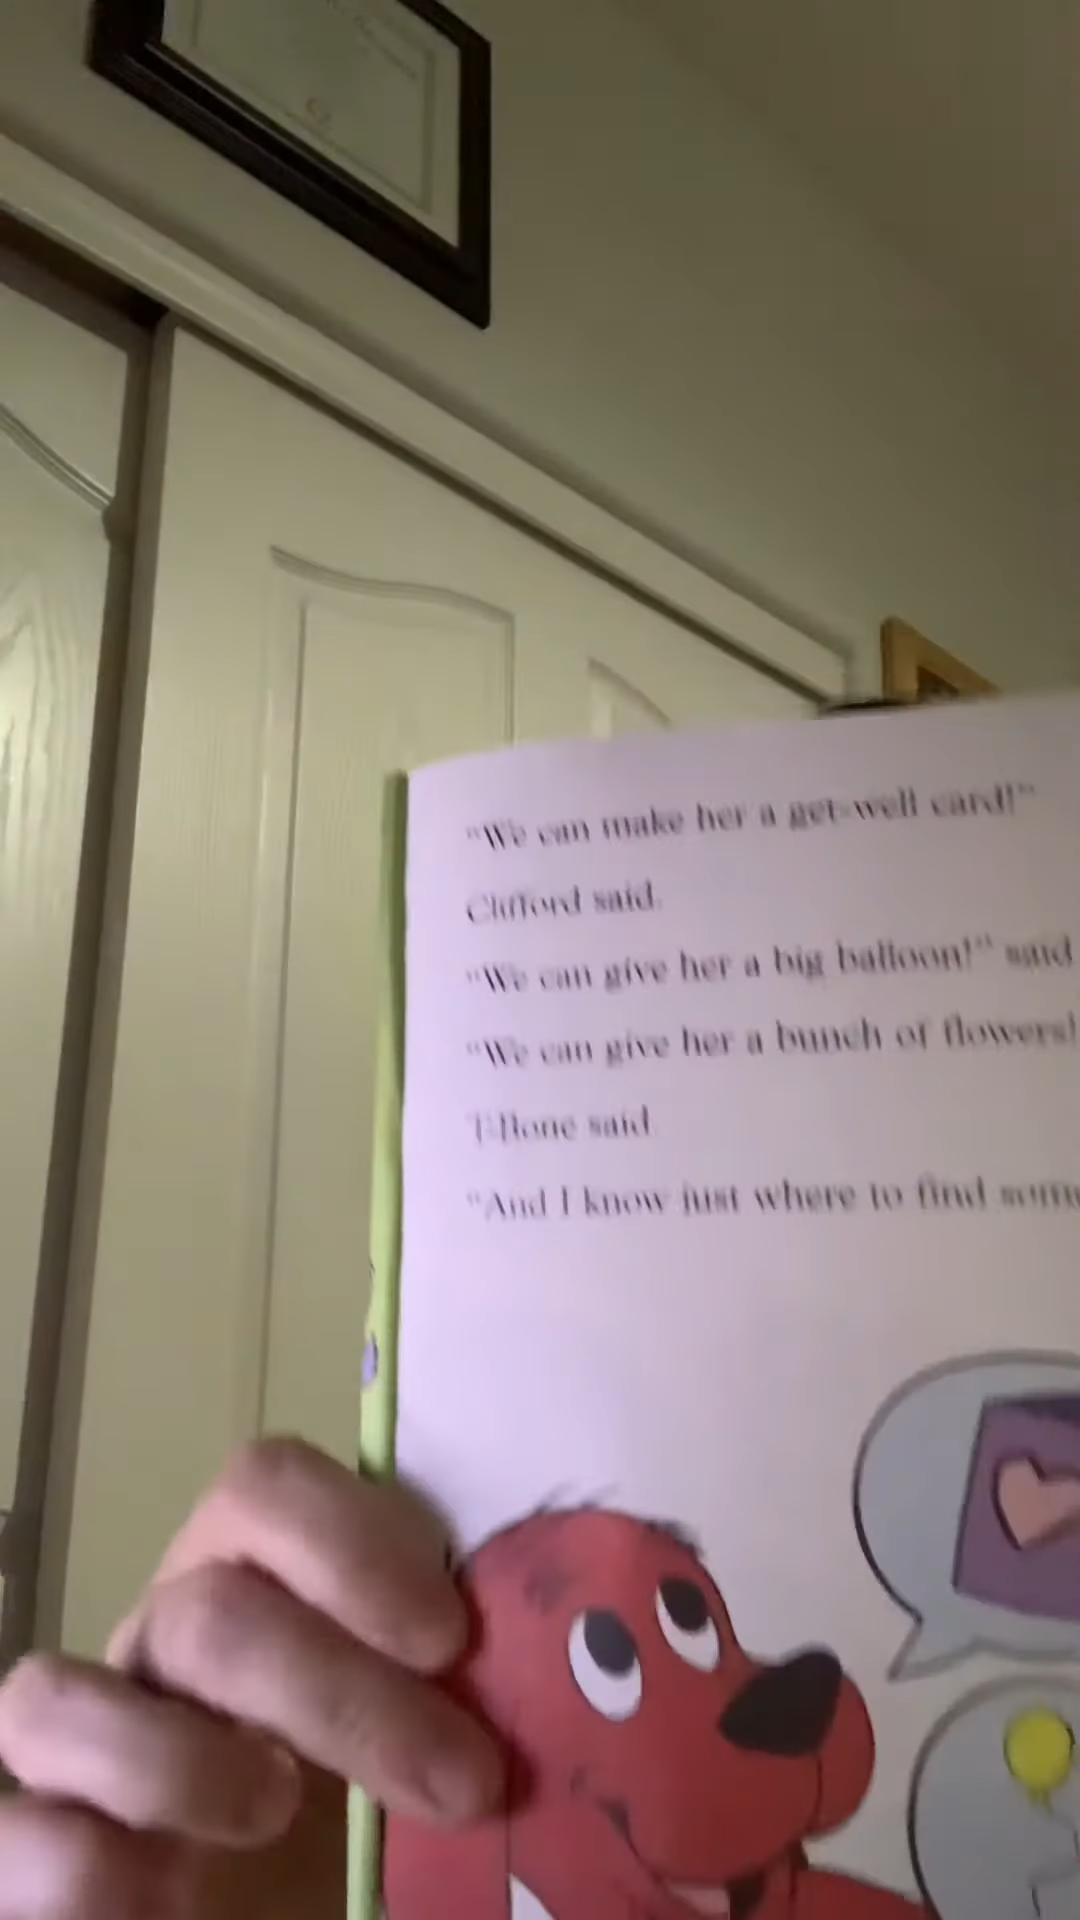 "We can make her a get-well card!"
Clifford said.
"We can give her a big balloon!" said
"We can give her a bunch of flowers!
T-Bone said.
"And I know just where to find some